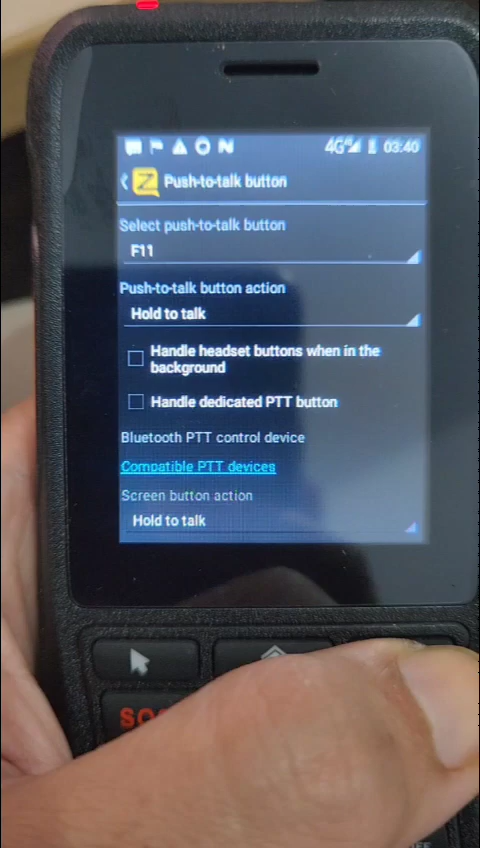 4G 03:40
Push-to-talk button
Select push-to-talk button
F11
Push-to-talk button action
Hold to talk
Handle headset buttons when in the
background
Handle dedicated PTT button
Bluetooth PTT control device
Compatible PTT devices
Screen button action
Hold to talk